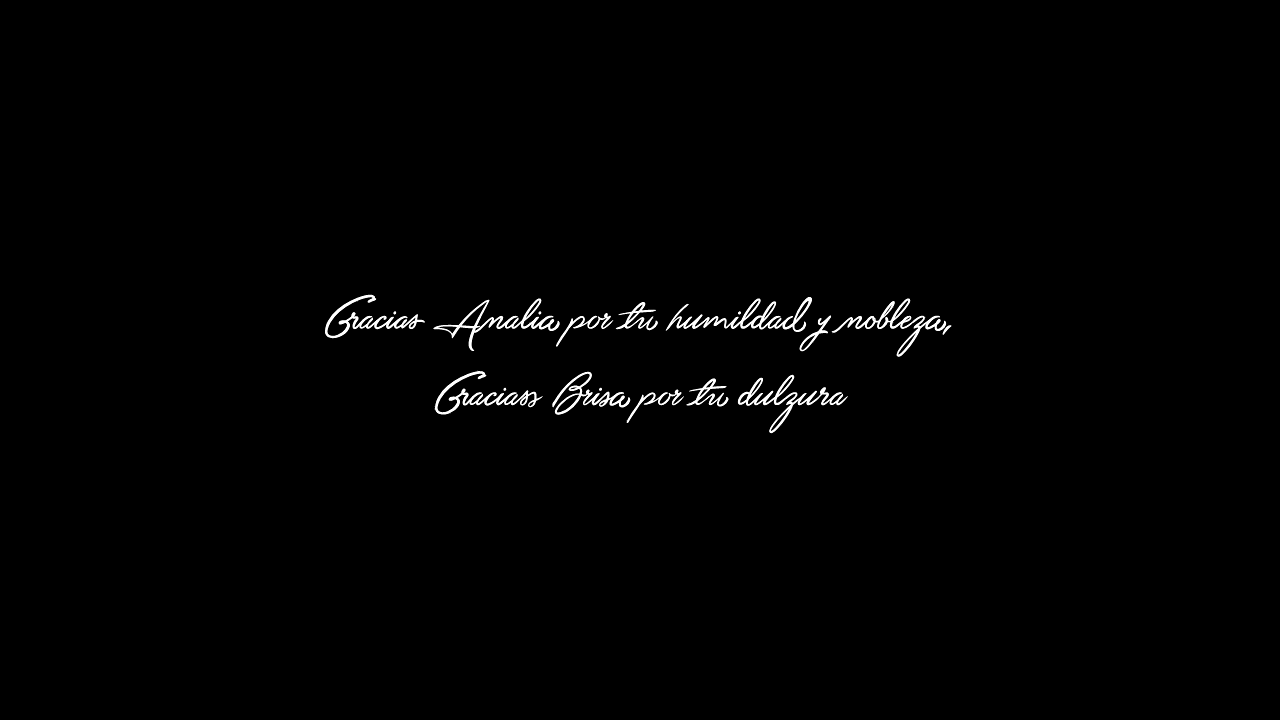 Gracias Analia por tu humildad y nobleza,
Graciass Brisa por tu dulzura